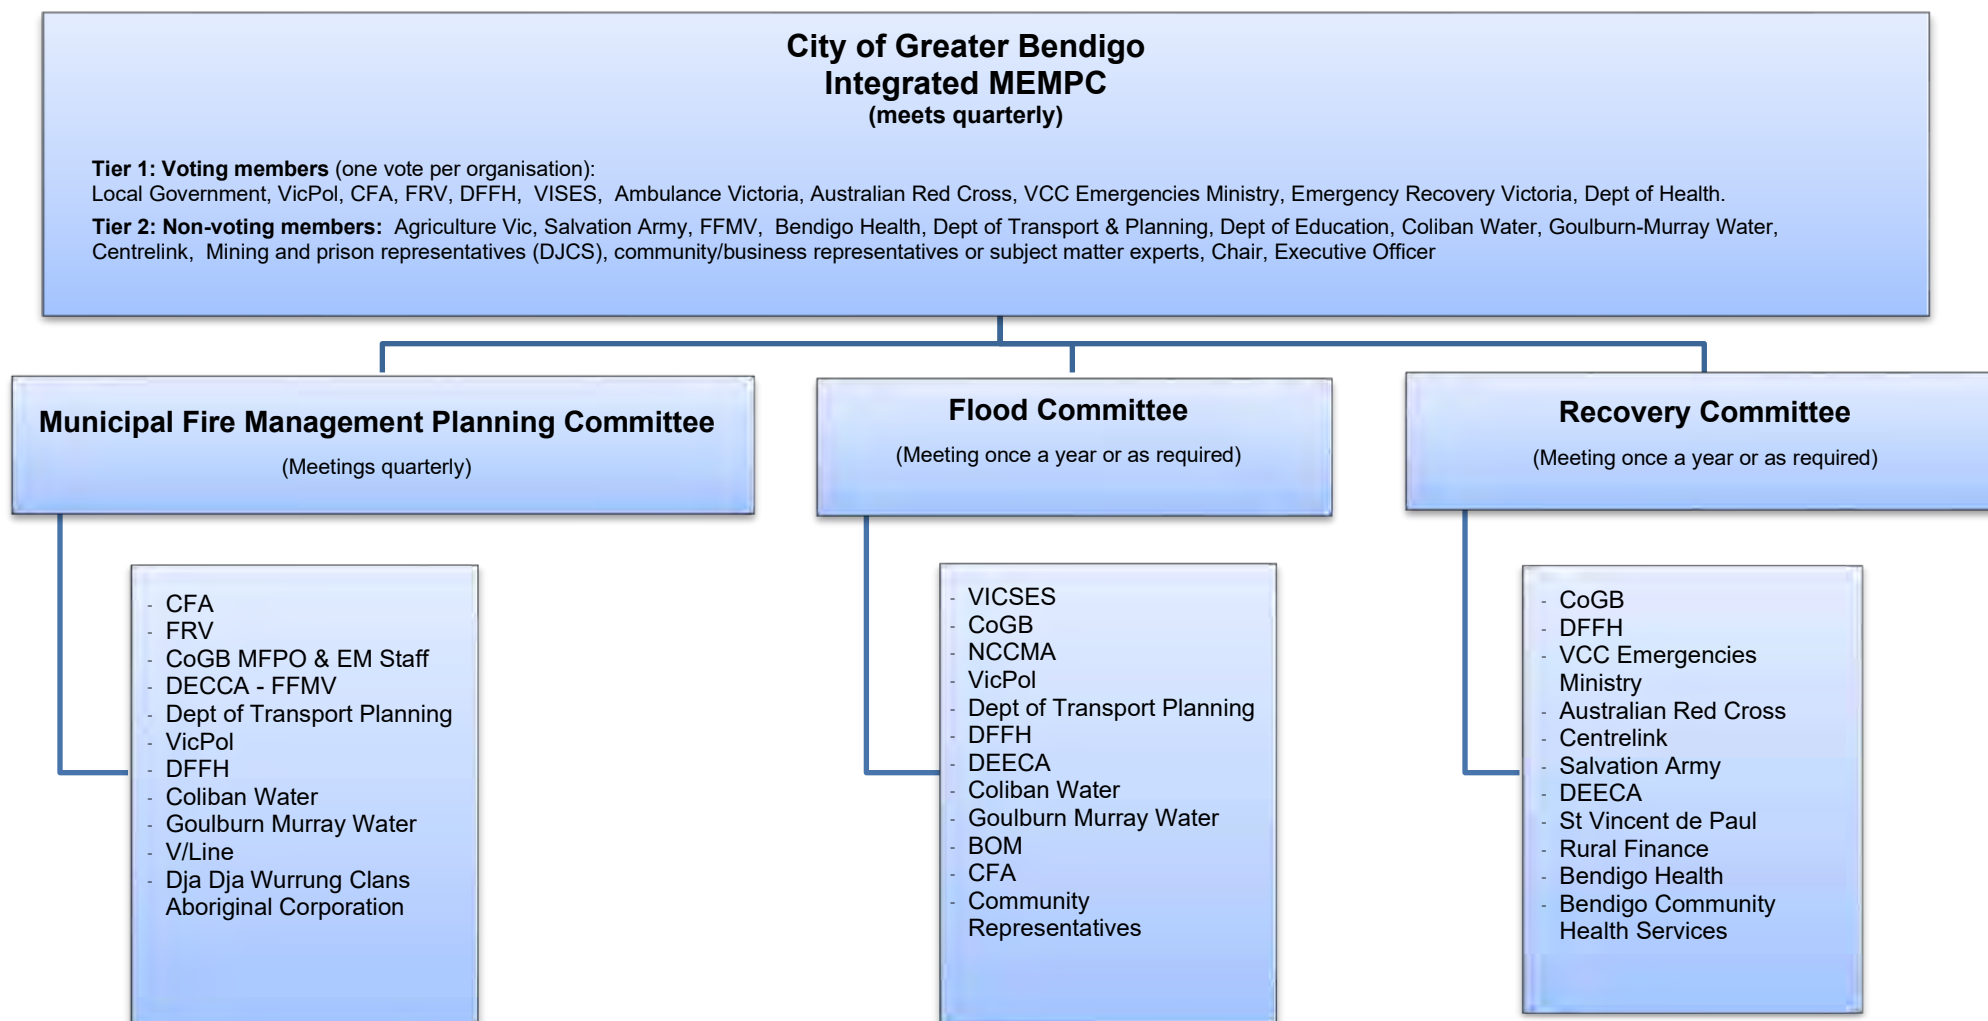 City of Greater Bendigo
Integrated MEMPC
(meets quarterly)
Tier 1: Voting members (one vote per organisation):
Local Government, VicPol, CFA, FRV, DFFH, VISES, Ambulance Victoria, Australian Red Cross, VCC Emergencies Ministry, Emergency Recovery Victoria, Dept of Health.
Tier 2: Non-voting members: Agriculture Vic, Salvation Army, FFMV, Bendigo Health, Dept of Transport & Planning, Dept of Education, Coliban Water, Goulburn-Murray Water,
Centrelink, Mining and prison representatives (DJCS), community/business representatives or subject matter experts, Chair, Executive Officer
Municipal Fire Management Planning Committee
(Meetings quarterly)
- CFA
- FRV
- CoGB MFPO & EM Staff
- DECCA - FFMV
- Dept of Transport Planning
- VicPol
- DFFH
- Coliban Water
- Goulburn Murray Water
- V/Line
- Dja Dja Wurrung Clans
Aboriginal Corporation
Flood Committee
(Meeting once a year or as required)
- VICSES
- CoGB
- NCCMA
- VicPol
- Dept of Transport Planning
- DFFH
- DEECA
- Coliban Water
- Goulburn Murray Water
- BOM
- CFA
- Community
Representatives
Recovery Committee
(Meeting once a year or as required)
- CoGB
- DFFH
- VCC Emergencies
Ministry
- Australian Red Cross
- Centrelink
- Salvation Army
- DEECA
- St Vincent de Paul
- Rural Finance
- Bendigo Health
- Bendigo Community
Health Services